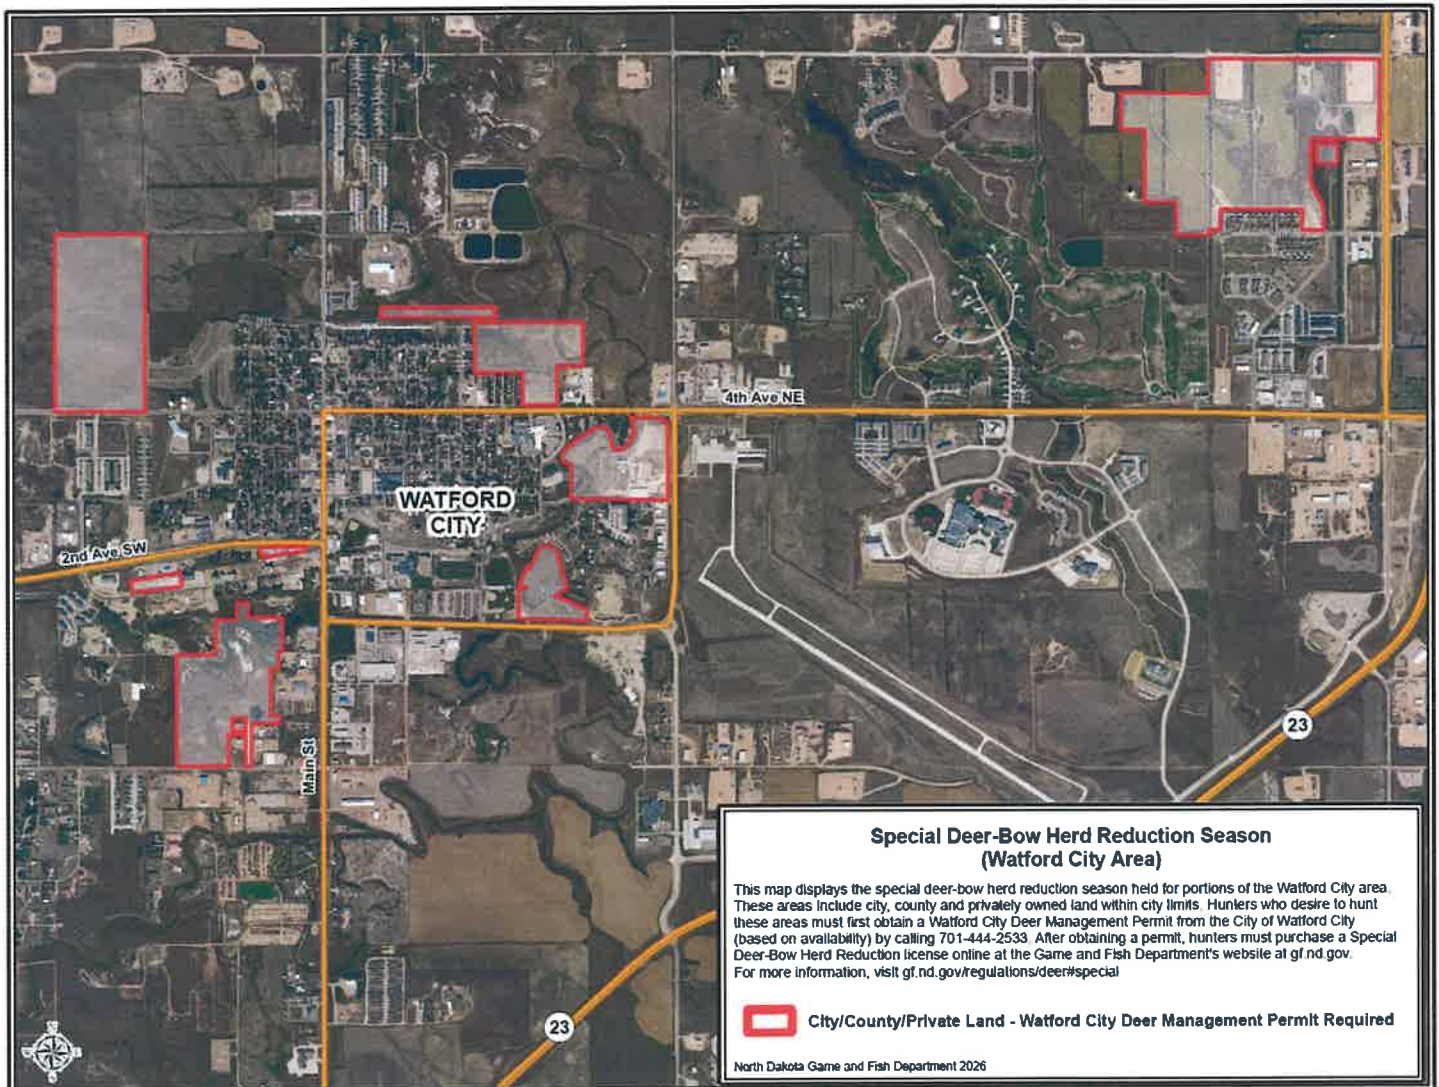 4th Ave NE
WATFORD
CITY
2nd Ave SW
Main St
23
23
Special Deer-Bow Herd Reduction Season
(Watford City Area)
This map displays the special deer-bow herd reduction season held for portions of the Watford City area.
These areas include city, county and privately owned land within city limits. Hunters who desire to hunt
these areas must first obtain a Watford City Deer Management Permit from the City of Watford City
(based on availability) by calling 701-444-2533. After obtaining a permit, hunters must purchase a Special
Deer-Bow Herd Reduction license online at the Game and Fish Department's website at gf.nd.gov.
For more information, visit gf.nd.gov/regulations/deer#special
City/County/Private Land - Watford City Deer Management Permit Required
North Dakota Game and Fish Department 2026